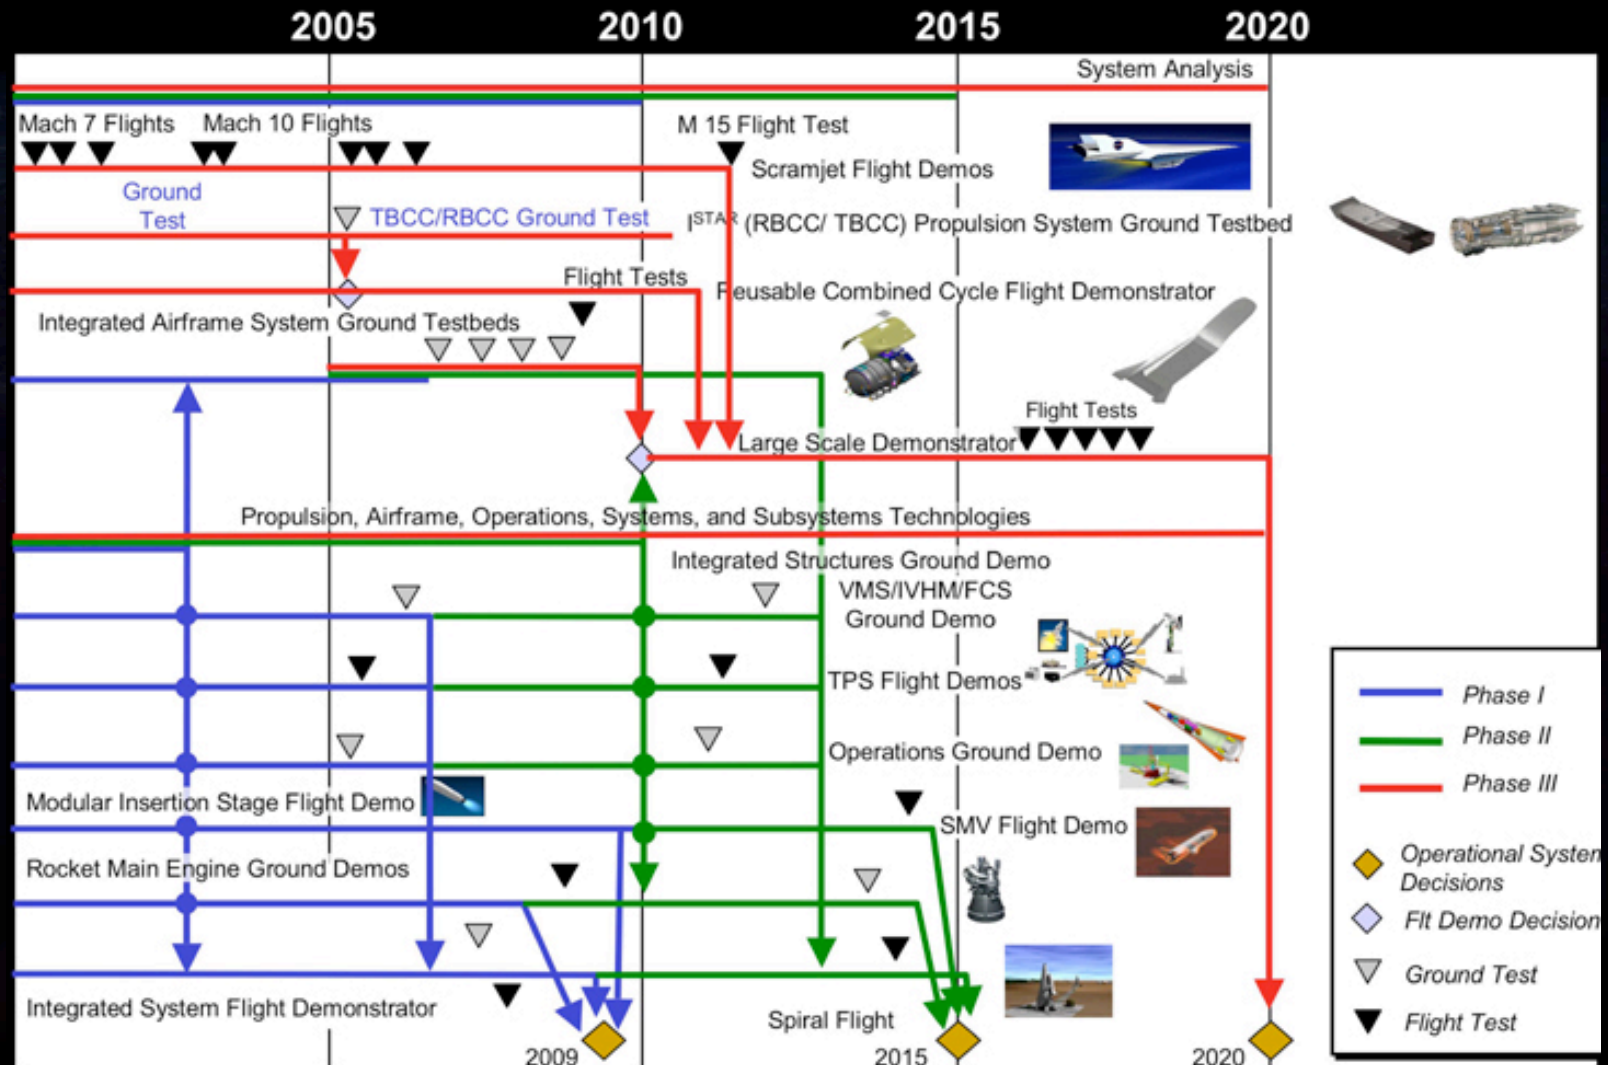 2005 2010 2015 2020
System Analysis
Mach 7 Flights Mach 10 Flights M 15 Flight Test
Scramjet Flight Demos
Ground
Test
TBCC/RBCC Ground Test
ISTAR (RBCC/ TBCC) Propulsion System Ground Testbed
Flight Tests
Reusable Combined Cycle Flight Demonstrator
Integrated Airframe System Ground Testbeds
Flight Tests
Large Scale Demonstrator
Propulsion, Airframe, Operations, Systems, and Subsystems Technologies
Integrated Structures Ground Demo
VMS/IVHM/FCS
Ground Demo
TPS Flight Demos
Operations Ground Demo
Modular Insertion Stage Flight Demo
SMV Flight Demo
Rocket Main Engine Ground Demos
Integrated System Flight Demonstrator
Spiral Flight
2009 2015 2020
Phase I
Phase II
Phase III
Operational System
Decisions
Flt Demo Decision
Ground Test
Flight Test